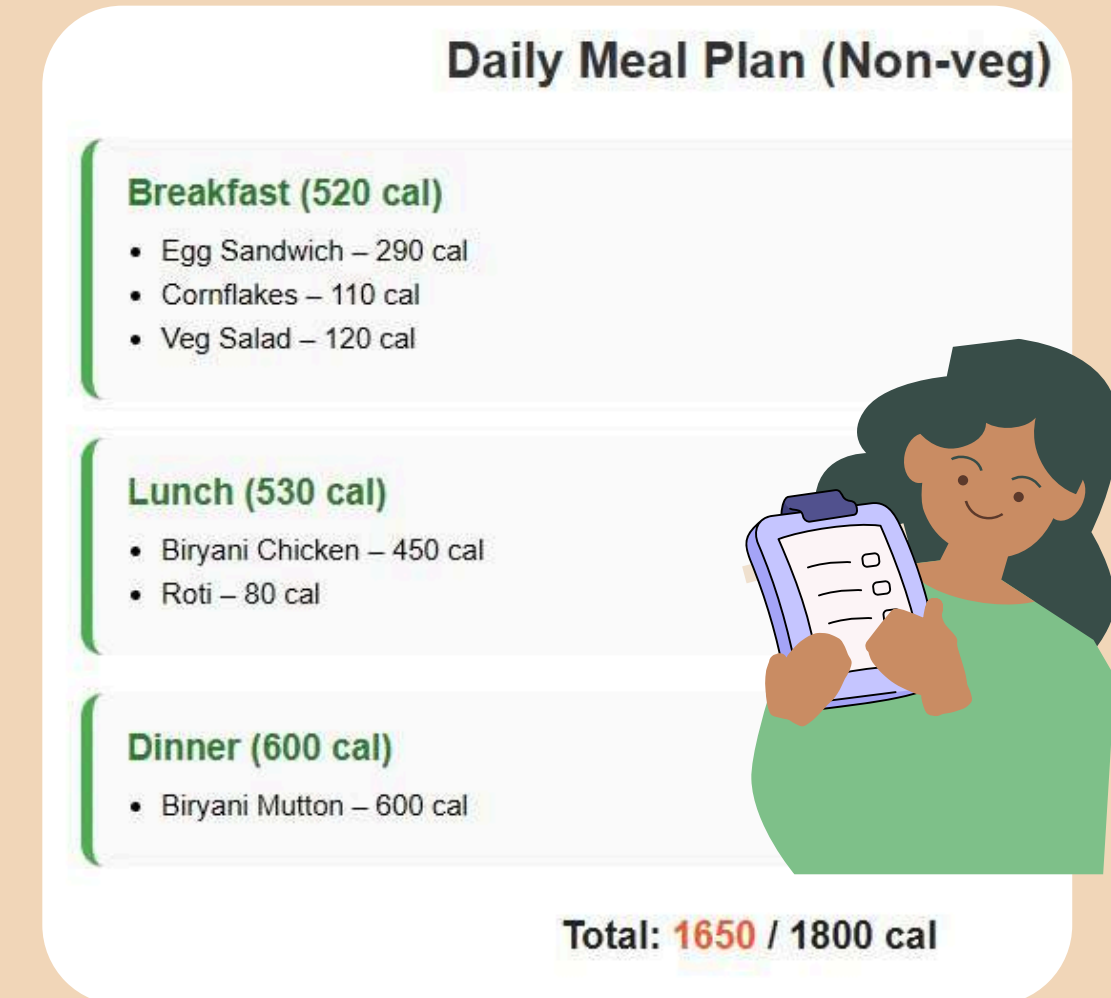 Daily Meal Plan (Non-veg)
Breakfast (520 cal)
• Egg Sandwich – 290 cal
• Cornflakes – 110 cal
• Veg Salad – 120 cal
Lunch (530 cal)
• Biryani Chicken – 450 cal
• Roti – 80 cal
Dinner (600 cal)
• Biryani Mutton – 600 cal
Total: 1650 / 1800 cal